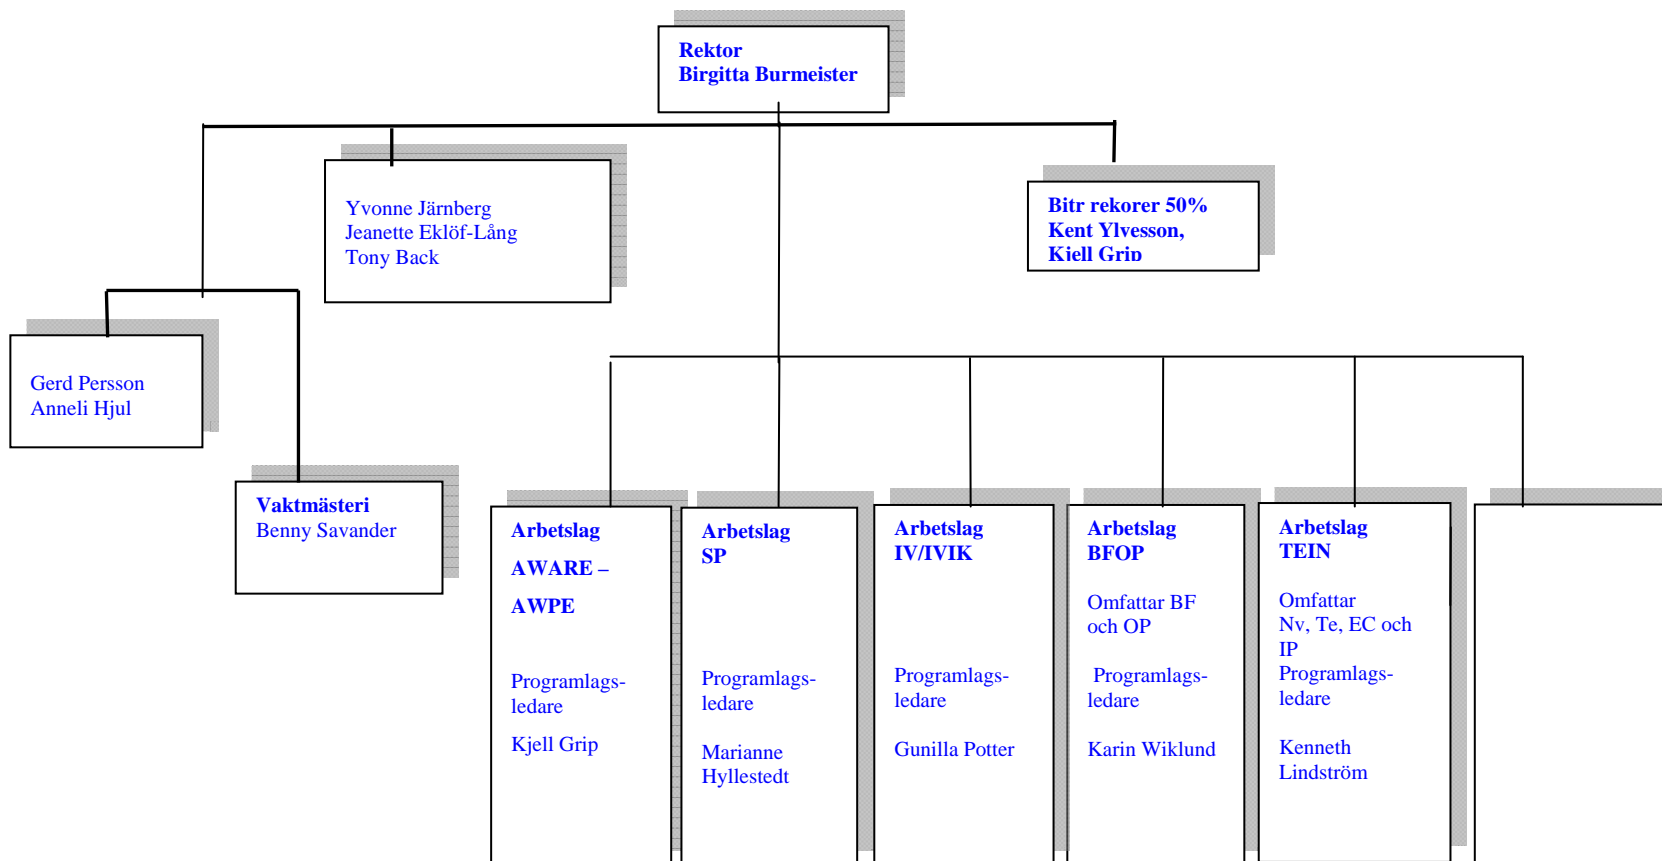 Rektor
Birgitta Burmeister
Yvonne Järnberg
Jeanette Eklöf-Lång
Tony Back
Bitr rekorer 50%
Kent Ylvesson,
Kjell Grip
Gerd Persson
Anneli Hjul
Vaktmästeri
Benny Savander
Arbetslag
AWARE –
AWPE
Programlags-
ledare
Kjell Grip
Arbetslag
SP
Programlags-
ledare
Marianne
Hyllestedt
Arbetslag
IV/IVIK
Programlags-
ledare
Gunilla Potter
Arbetslag
BFOP
Omfattar BF
och OP
Programlags-
ledare
Karin Wiklund
Arbetslag
TEIN
Omfattar
Nv, Te, EC och
IP
Programlags-
ledare
Kenneth
Lindström